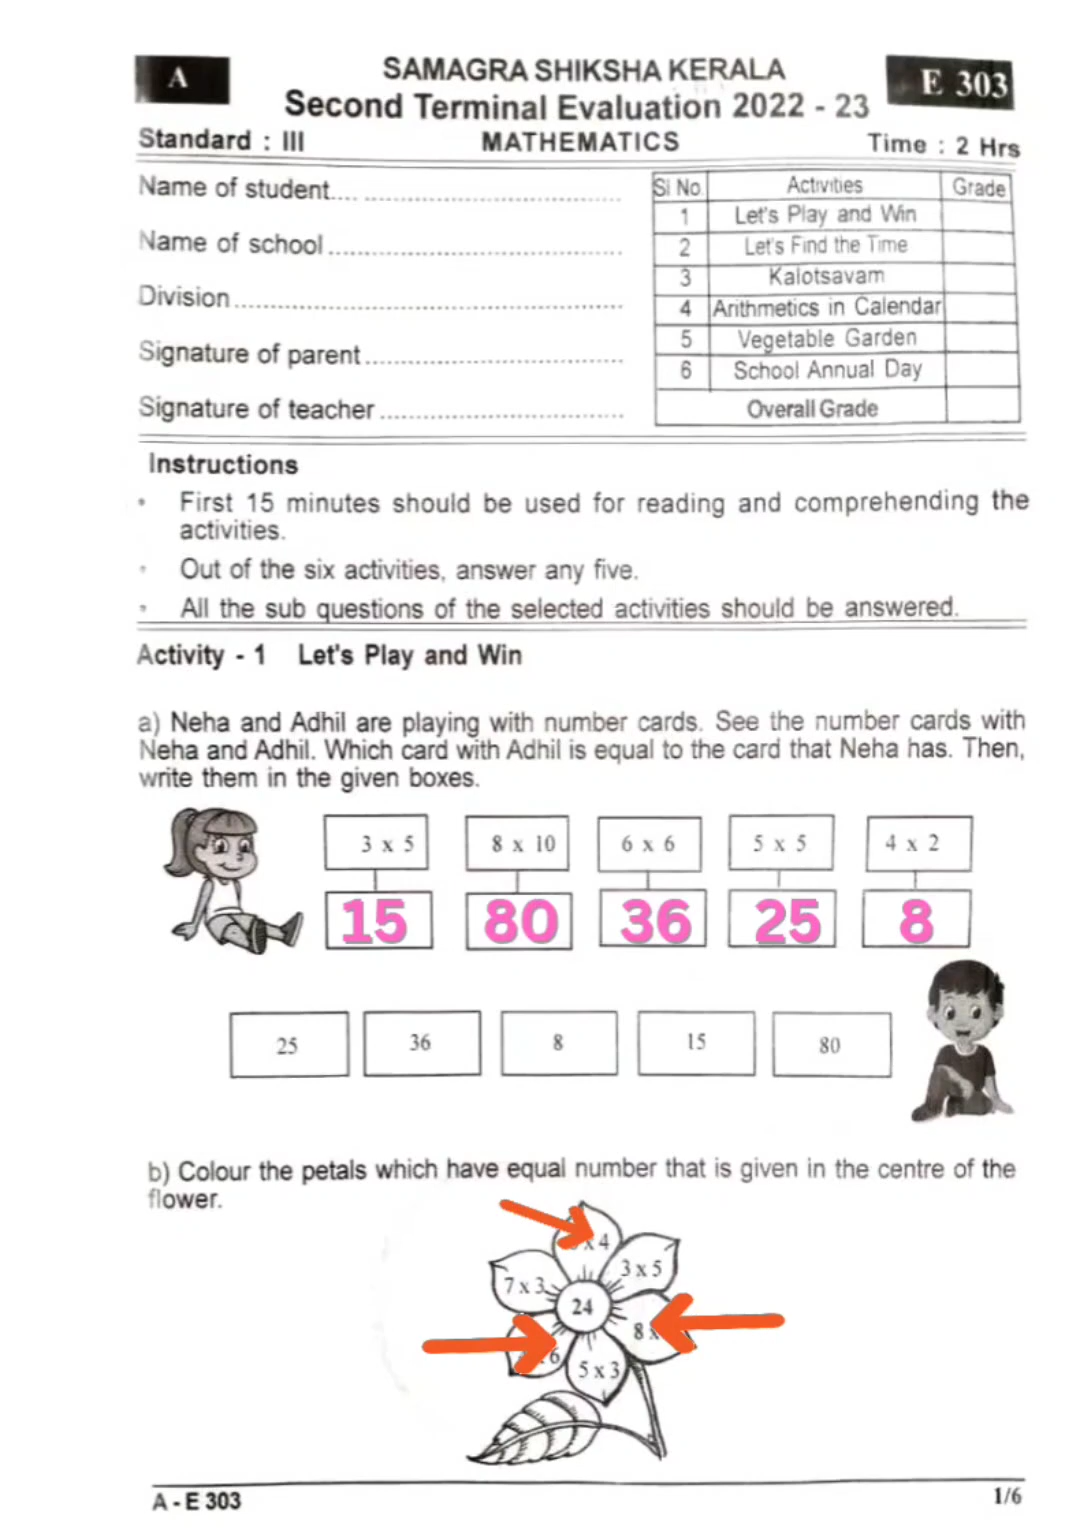 A
SAMAGRA SHIKSHA KERALA
E 303
Second Terminal Evaluation 2022 - 23
Standard : III
MATHEMATICS
Time : 2 Hrs
Name of student....
Name of school
Division
Signature of parent
Signature of teacher
Sl No. Activities Grade
1 Let's Play and Win
2 Let's Find the Time
3 Kalotsavam
4 Arithmetics in Calendar
5 Vegetable Garden
6 School Annual Day
Overall Grade
Instructions
First 15 minutes should be used for reading and comprehending the
activities.
Out of the six activities, answer any five.
All the sub questions of the selected activities should be answered.
Activity - 1 Let's Play and Win
a) Neha and Adhil are playing with number cards. See the number cards with
Neha and Adhil. Which card with Adhil is equal to the card that Neha has. Then,
write them in the given boxes.
3 x 5 8 x 10 6 x 6 5 x 5 4 x 2
15 80 36 25 8
25 36 8 15 80
b) Colour the petals which have equal number that is given in the centre of the
flower.
x 4
3 x 5
7 x 3
24
8 x
6
5 x 3
A - E 303
1/6